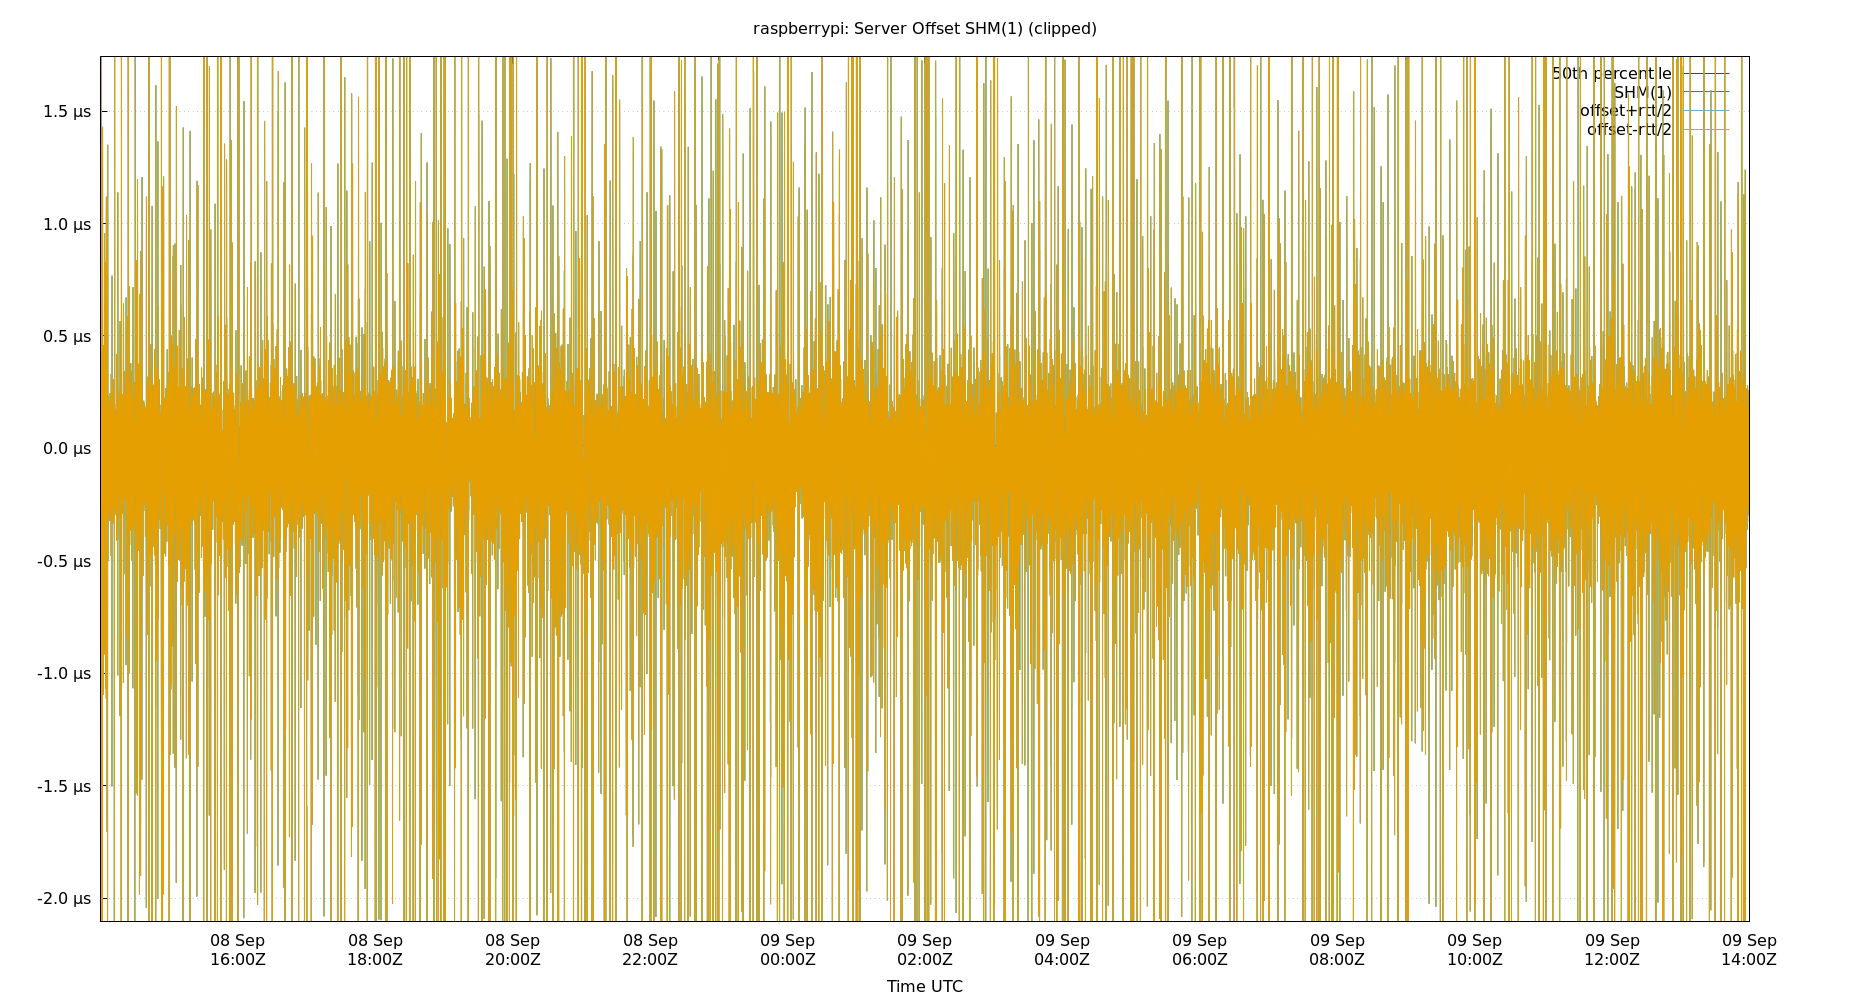 raspberrypi: Server Offset SHM(1) (clipped)
50th percentile
SHM(1)
offset+rtt/2
offset-rtt/2
1.5 µs
1.0 µs
0.5 µs
0.0 µs
-0.5 µs
-1.0 µs
-1.5 µs
-2.0 µs
08 Sep 08 Sep 08 Sep 08 Sep 09 Sep 09 Sep 09 Sep 09 Sep 09 Sep 09 Sep 09 Sep 09 Sep
16:00Z 18:00Z 20:00Z 22:00Z 00:00Z 02:00Z 04:00Z 06:00Z 08:00Z 10:00Z 12:00Z 14:00Z
Time UTC